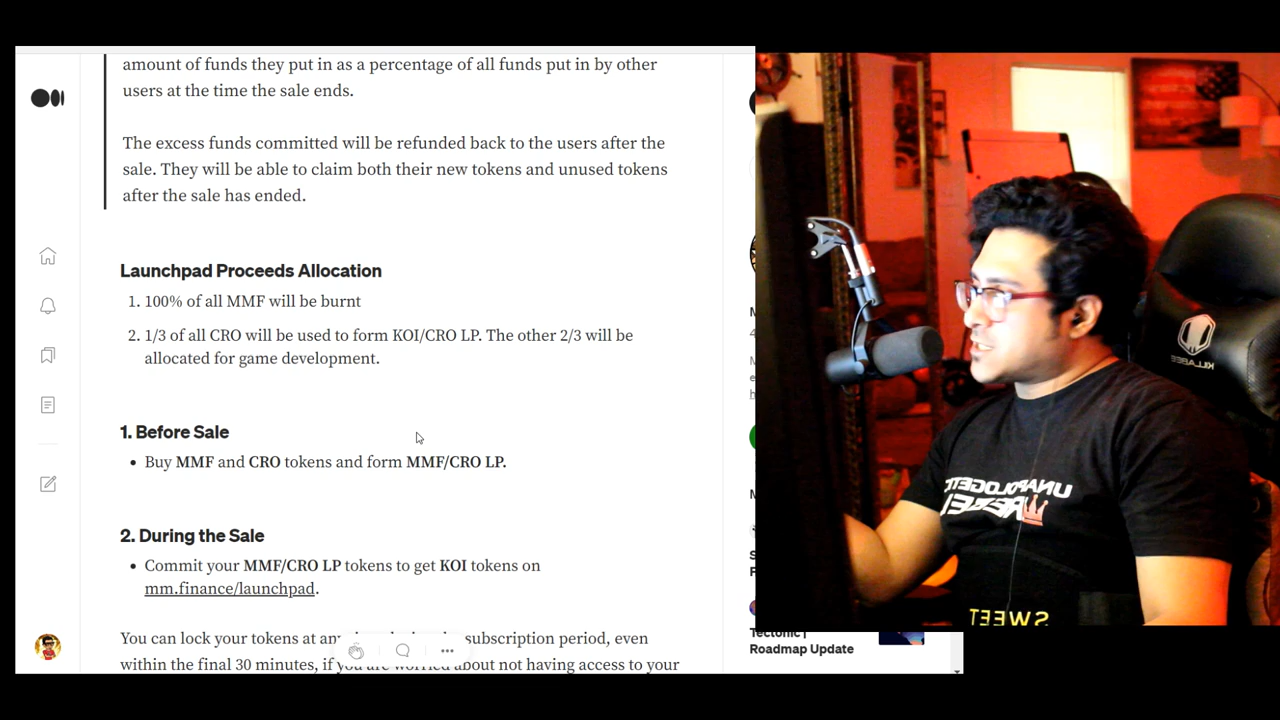 amount of funds they put in as a percentage of all funds put in by other
users at the time the sale ends.
The excess funds committed will be refunded back to the users after the
sale. They will be able to claim both their new tokens and unused tokens
after the sale has ended.
Launchpad Proceeds Allocation
1. 100% of all MMF will be burnt
2. 1/3 of all CRO will be used to form KOI/CRO LP. The other 2/3 will be
allocated for game development.
1. Before Sale
• Buy MMF and CRO tokens and form MMF/CRO LP.
2. During the Sale
• Commit your MMF/CRO LP tokens to get KOI tokens on
mm.finance/launchpad.
You can lock your tokens at any subscription period, even
within the final 30 minutes, if you are worried about not having access to your
Tectonic |
Roadmap Update
KILLABEE
UNAPOLOGETIC
SWEET